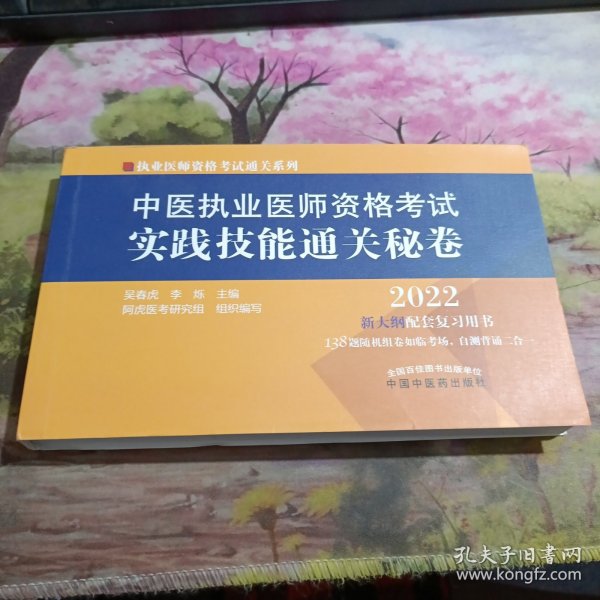 执业医师资格考试通关系列
中医执业医师资格考试
实践技能通关秘卷
吴春虎 李烁 主编
阿虎医考研究组 组织编写
2022
新大纲配套复习用书
138题随机组卷如临考场，自测背诵二合一
全国百佳图书出版单位
中国中医药出版社
孔夫子旧书网
www.kongfz.com